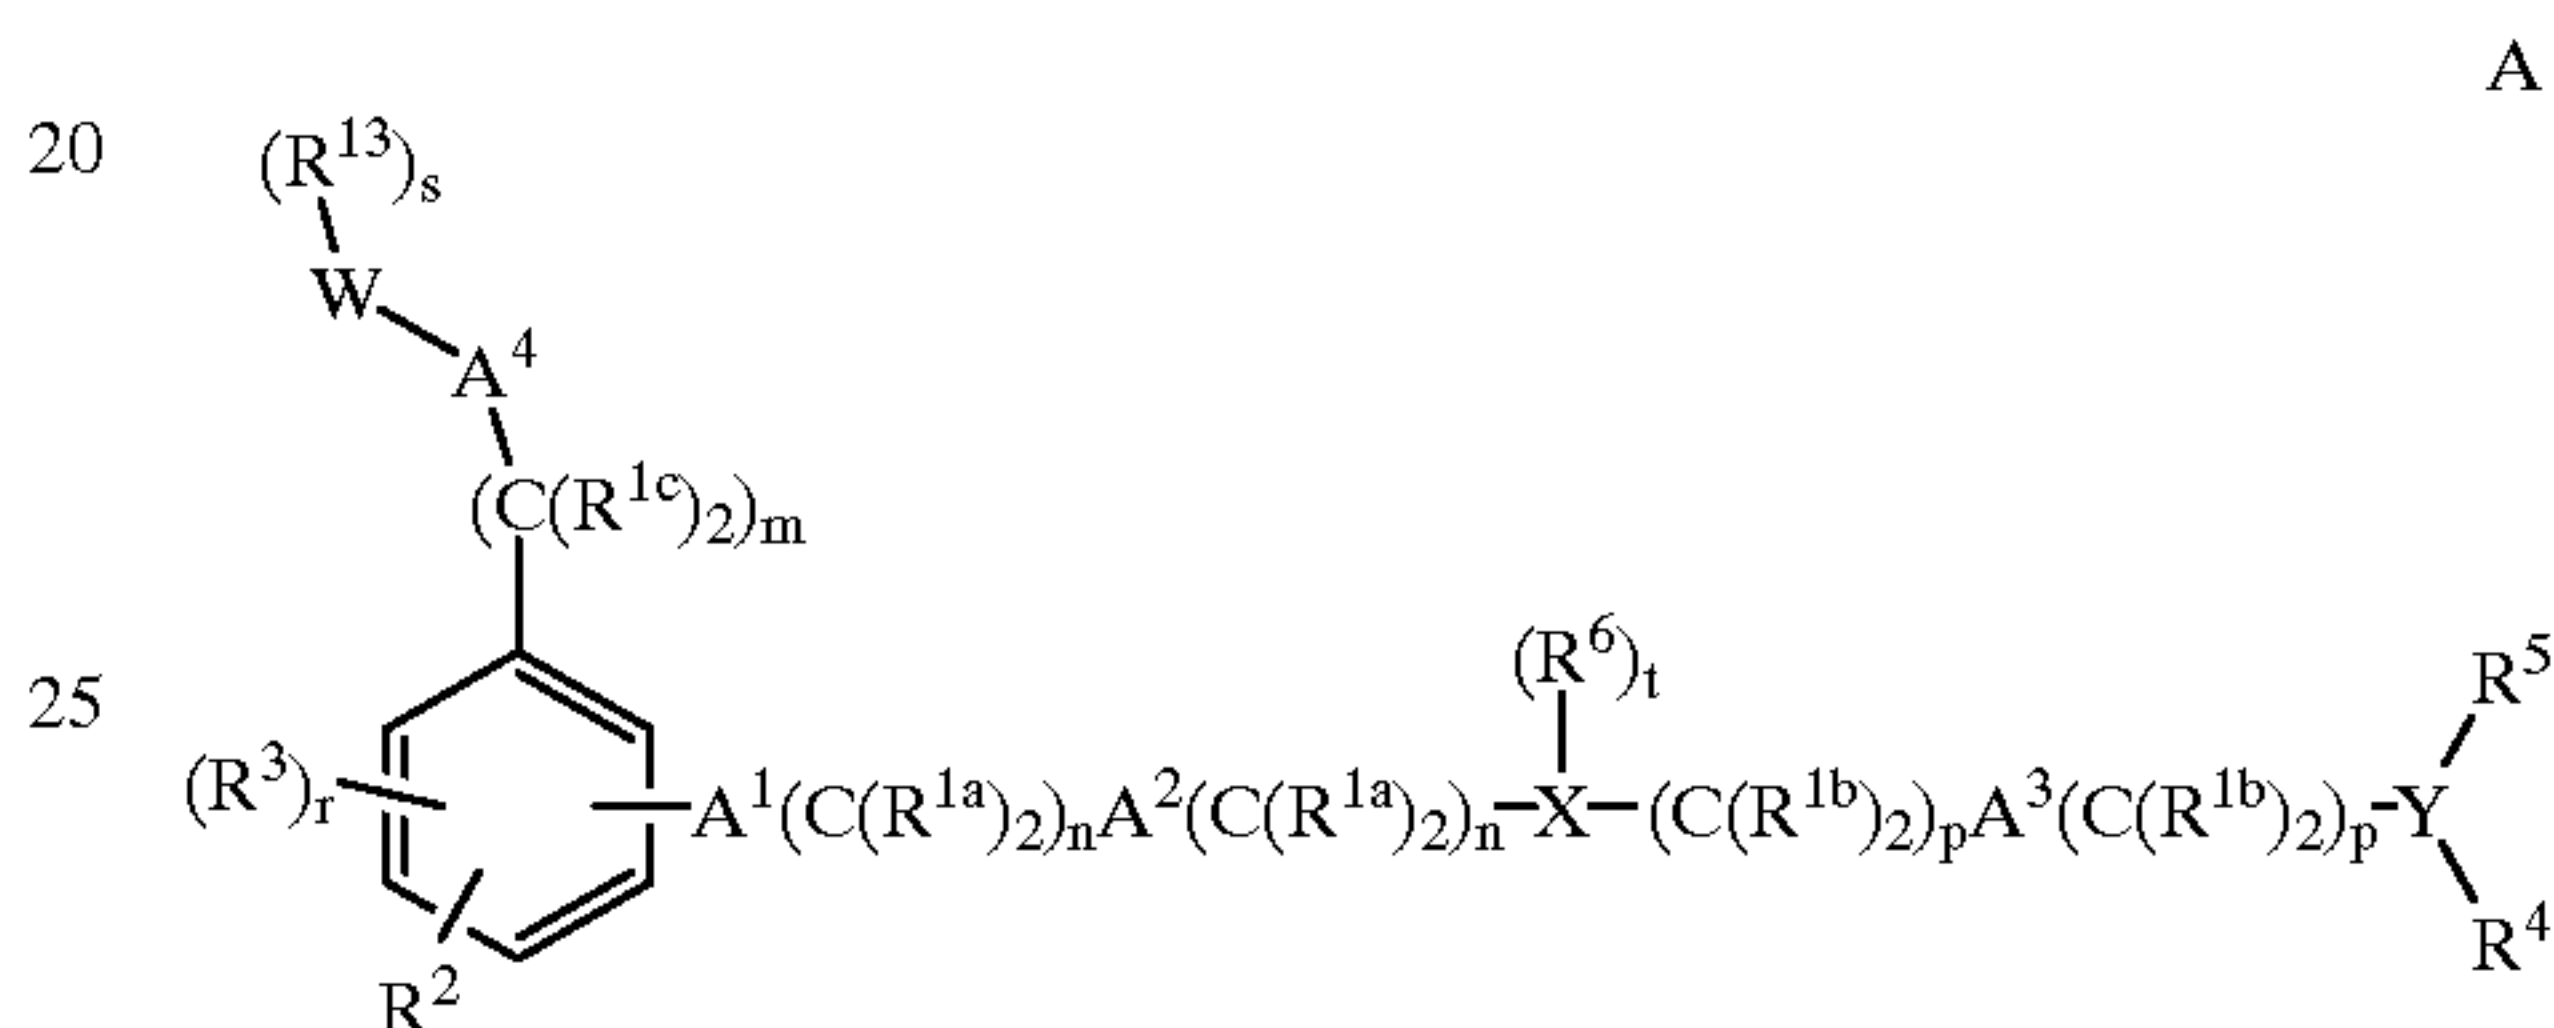 A
20 (R¹³)ₛ
W
A⁴
(C(R¹ᶜ)₂)ₘ
(R⁶)ₜ
R⁵
25
(R³)ᵣ A¹(C(R¹ᵃ)₂)ₙA²(C(R¹ᵃ)₂)ₙ–X–(C(R¹ᵇ)₂)ₚA³(C(R¹ᵇ)₂)ₚ–Y
R⁴
R²